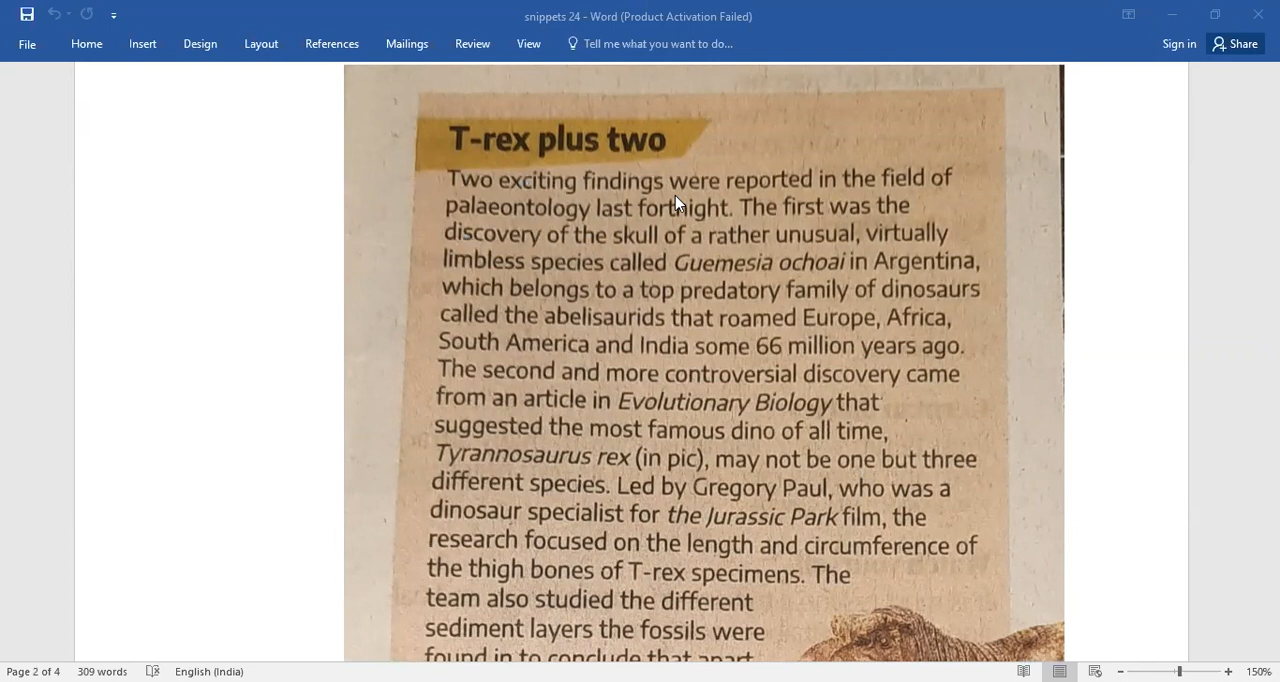 snippets 24 - Word (Product Activation Failed)
File Home Insert Design Layout References Mailings Review View Tell me what you want to do... Sign in Share
T-rex plus two
Two exciting findings were reported in the field of
palaeontology last fortnight. The first was the
discovery of the skull of a rather unusual, virtually
limbless species called Guemesia ochoai in Argentina,
which belongs to a top predatory family of dinosaurs
called the abelisaurids that roamed Europe, Africa,
South America and India some 66 million years ago.
The second and more controversial discovery came
from an article in Evolutionary Biology that
suggested the most famous dino of all time,
Tyrannosaurus rex (in pic), may not be one but three
different species. Led by Gregory Paul, who was a
dinosaur specialist for the Jurassic Park film, the
research focused on the length and circumference of
the thigh bones of T-rex specimens. The
team also studied the different
sediment layers the fossils were
found in to conclude that apart
Page 2 of 4 309 words English (India) 150%